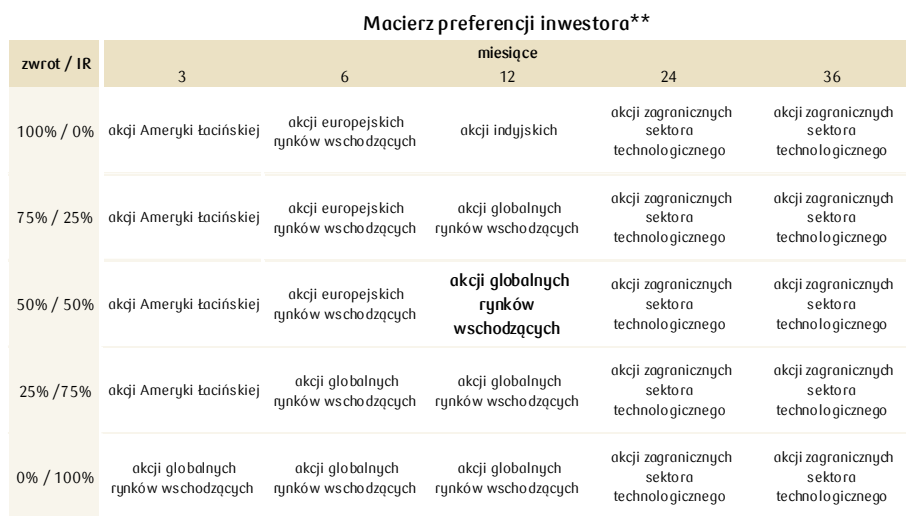 Macierz preferencji inwestora**
zwrot / IR
miesiące
3 6 12 24 36
100% / 0%
akcji Ameryki Łacińskiej
akcji europejskich
rynków wschodzących
akcji indyjskich
akcji zagranicznych
sektora
technologicznego
akcji zagranicznych
sektora
technologicznego
75% / 25%
akcji Ameryki Łacińskiej
akcji europejskich
rynków wschodzących
akcji globalnych
rynków wschodzących
akcji zagranicznych
sektora
technologicznego
akcji zagranicznych
sektora
technologicznego
50% / 50%
akcji Ameryki Łacińskiej
akcji europejskich
rynków wschodzących
akcji globalnych
rynków
wschodzących
akcji zagranicznych
sektora
technologicznego
akcji zagranicznych
sektora
technologicznego
25% /75%
akcji Ameryki Łacińskiej
akcji globalnych
rynków wschodzących
akcji globalnych
rynków wschodzących
akcji zagranicznych
sektora
technologicznego
akcji zagranicznych
sektora
technologicznego
0% / 100%
akcji globalnych
rynków wschodzących
akcji globalnych
rynków wschodzących
akcji globalnych
rynków wschodzących
akcji zagranicznych
sektora
technologicznego
akcji zagranicznych
sektora
technologicznego